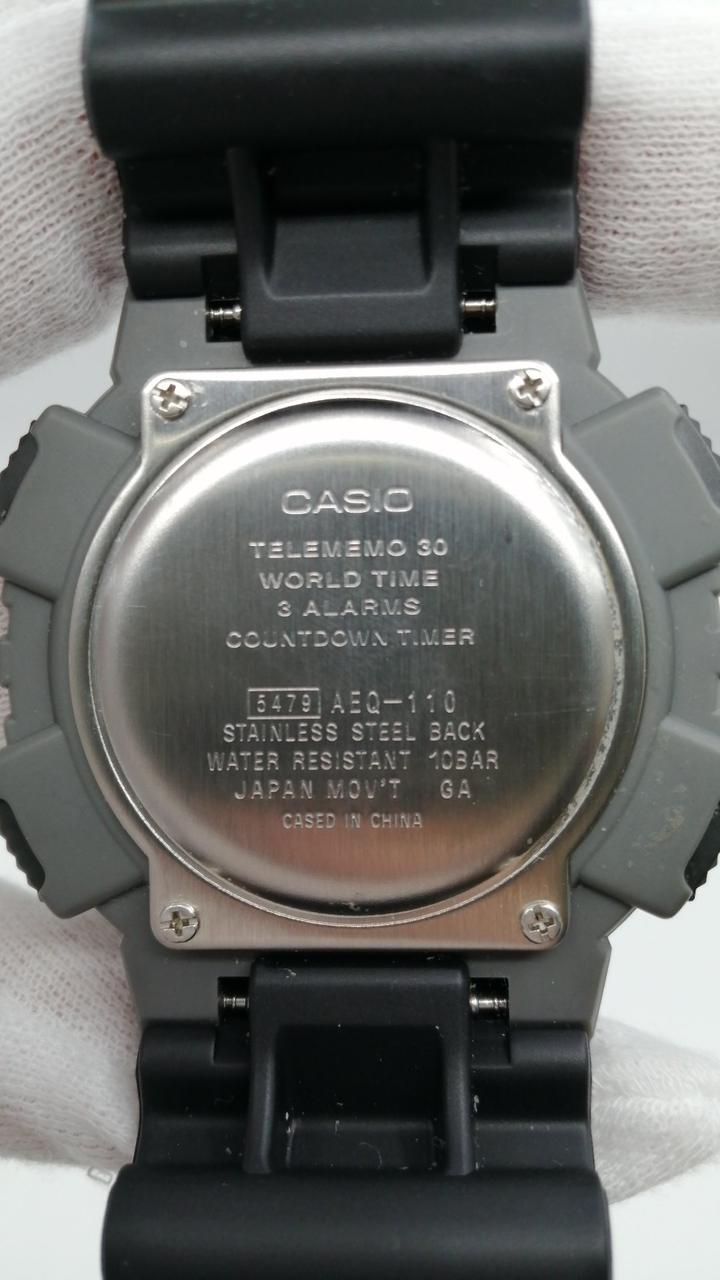 CASIO
TELEMEMO 30
WORLD TIME
3 ALARMS
COUNTDOWN TIMER
5479 AEQ-110
STAINLESS STEEL BACK
WATER RESISTANT 10BAR
JAPAN MOV'T GA
CASED IN CHINA